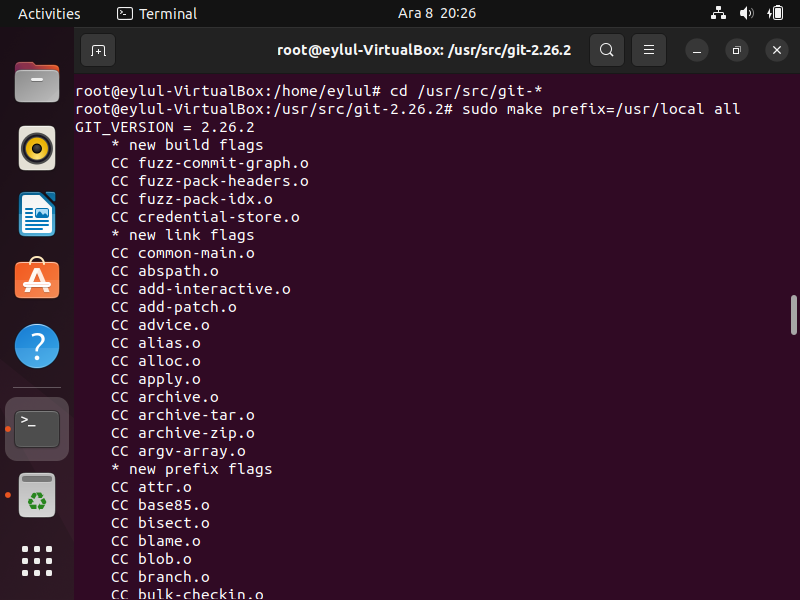 Activities Terminal Ara 8 20:26
root@eylul-VirtualBox: /usr/src/git-2.26.2
root@eylul-VirtualBox:/home/eylul# cd /usr/src/git-*
root@eylul-VirtualBox:/usr/src/git-2.26.2# sudo make prefix=/usr/local all
GIT_VERSION = 2.26.2
    * new build flags
    CC fuzz-commit-graph.o
    CC fuzz-pack-headers.o
    CC fuzz-pack-idx.o
    CC credential-store.o
    * new link flags
    CC common-main.o
    CC abspath.o
    CC add-interactive.o
    CC add-patch.o
    CC advice.o
    CC alias.o
    CC alloc.o
    CC apply.o
    CC archive.o
    CC archive-tar.o
    CC archive-zip.o
    CC argv-array.o
    * new prefix flags
    CC attr.o
    CC base85.o
    CC bisect.o
    CC blame.o
    CC blob.o
    CC branch.o
    CC bulk-checkin.o